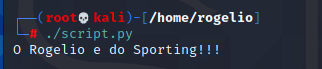 ┌──(root💀kali)-[/home/rogelio]
└─# ./script.py
O Rogelio e do Sporting!!!